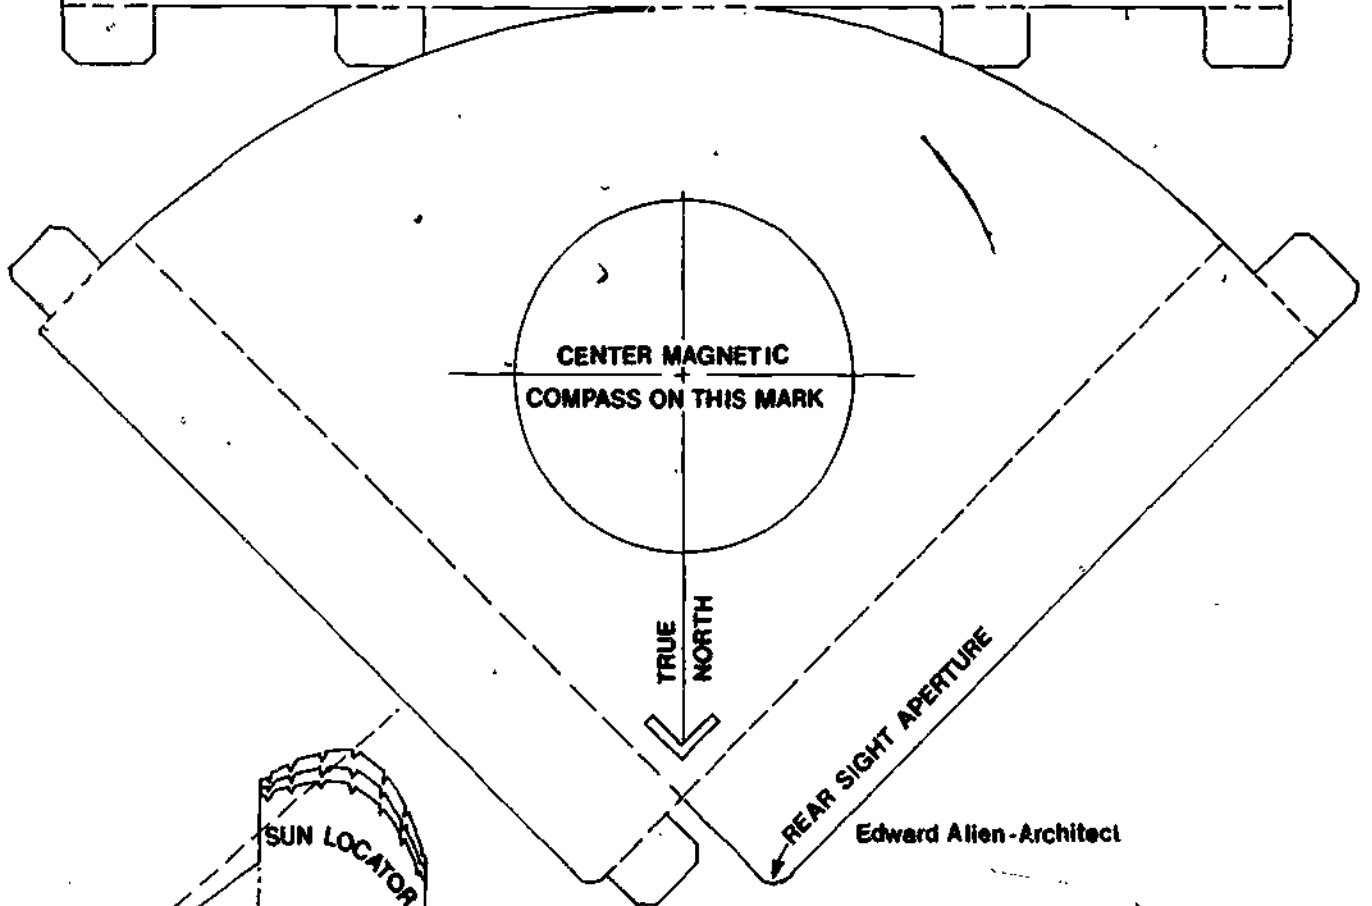 CENTER MAGNETIC
COMPASS ON THIS MARK
TRUE
NORTH
REAR SIGHT APERTURE
Edward Allen-Architect
SUN LOCATOR